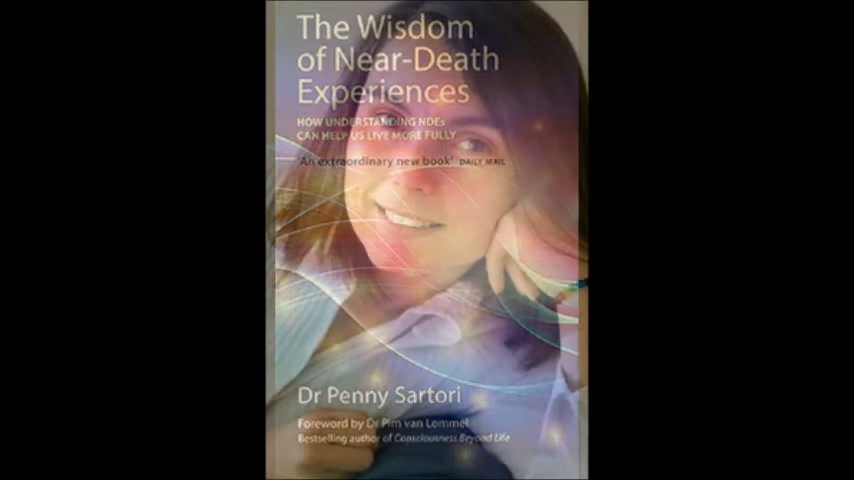 The Wisdom
of Near-Death
Experiences
HOW UNDERSTANDING NDEs
CAN HELP US LIVE MORE FULLY
'An extraordinary new book' DAILY MAIL
Dr Penny Sartori
Foreword by Dr Pim van Lommel
Bestselling author of Consciousness Beyond Life